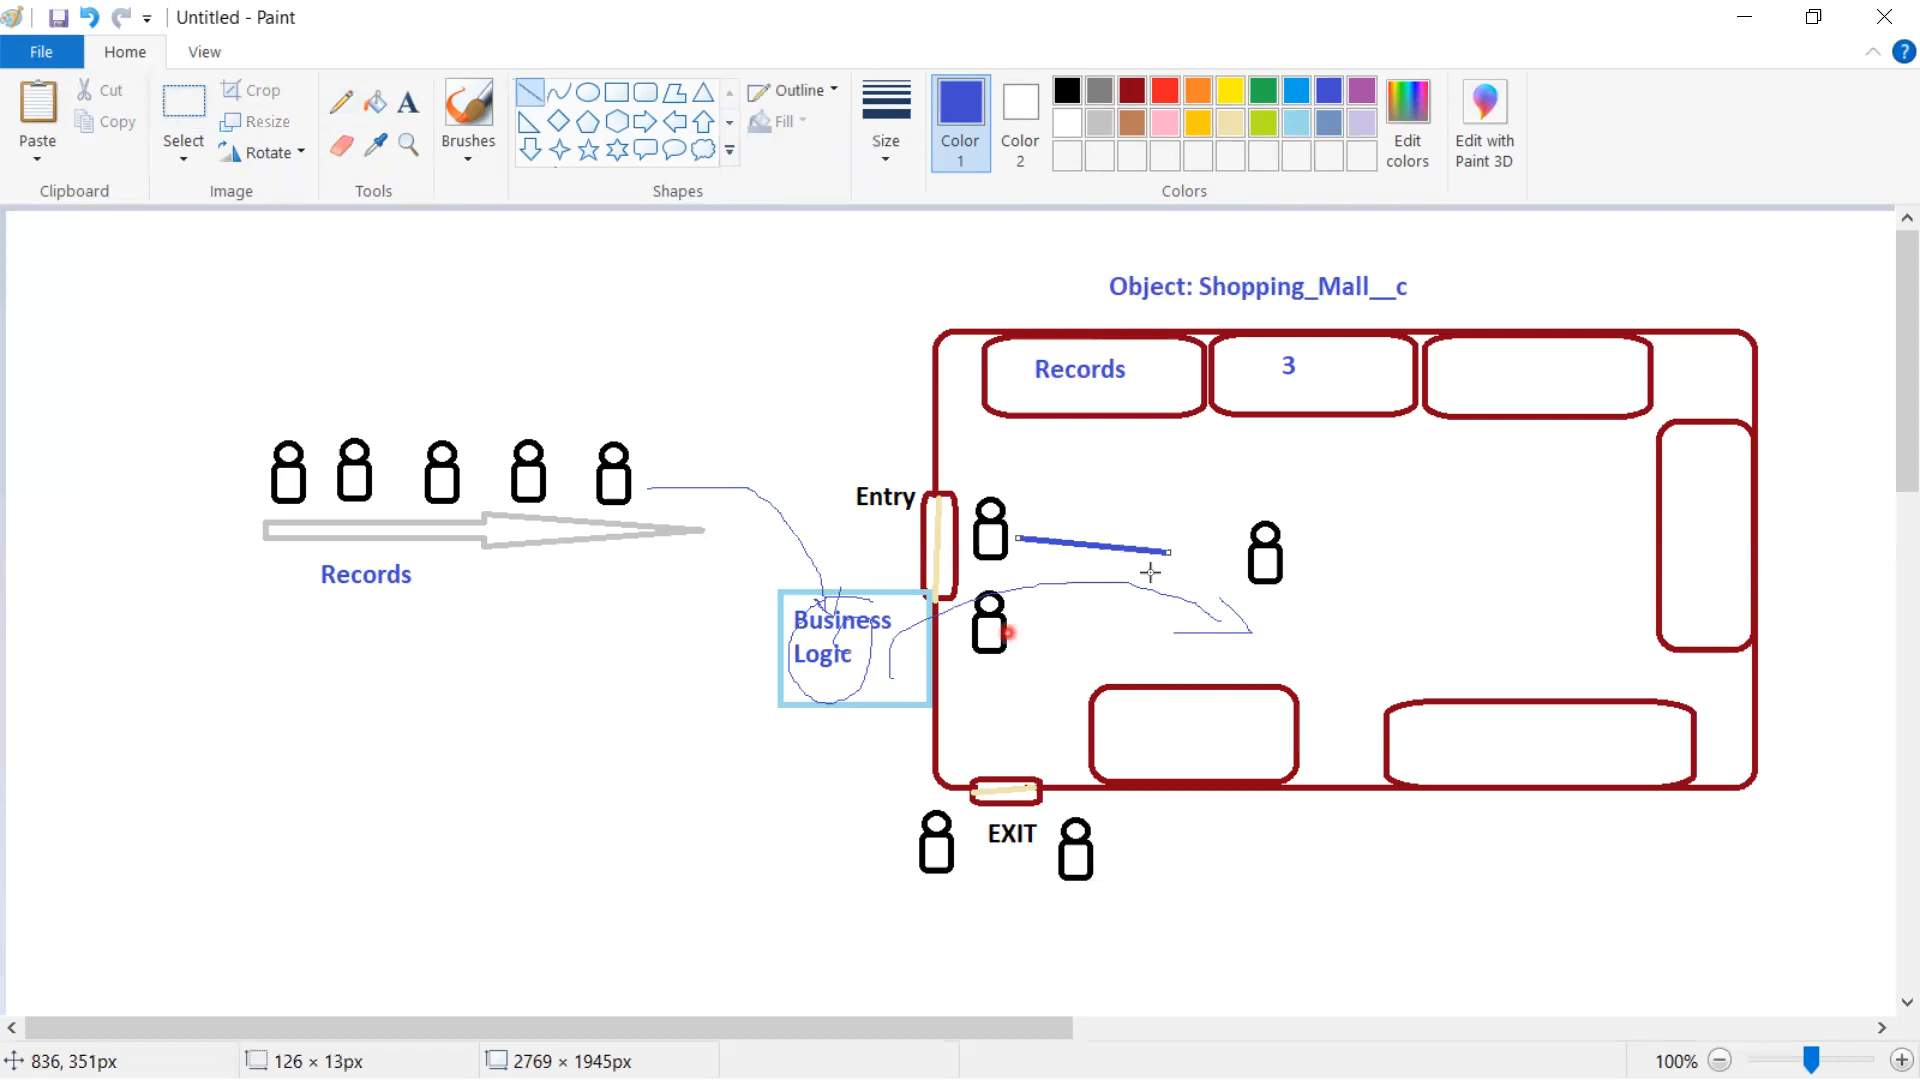 Untitled - Paint
File
Home
View
Paste
Cut
Copy
Clipboard
Select
Crop
Resize
Rotate
Image
Tools
Brushes
Shapes
Outline
Fill
Size
Color 1
Color 2
Colors
Edit colors
Edit with Paint 3D
Object: Shopping_Mall__c
Records
3
Entry
Records
Business
Logic
EXIT
836, 351px
126 × 13px
2769 × 1945px
100%